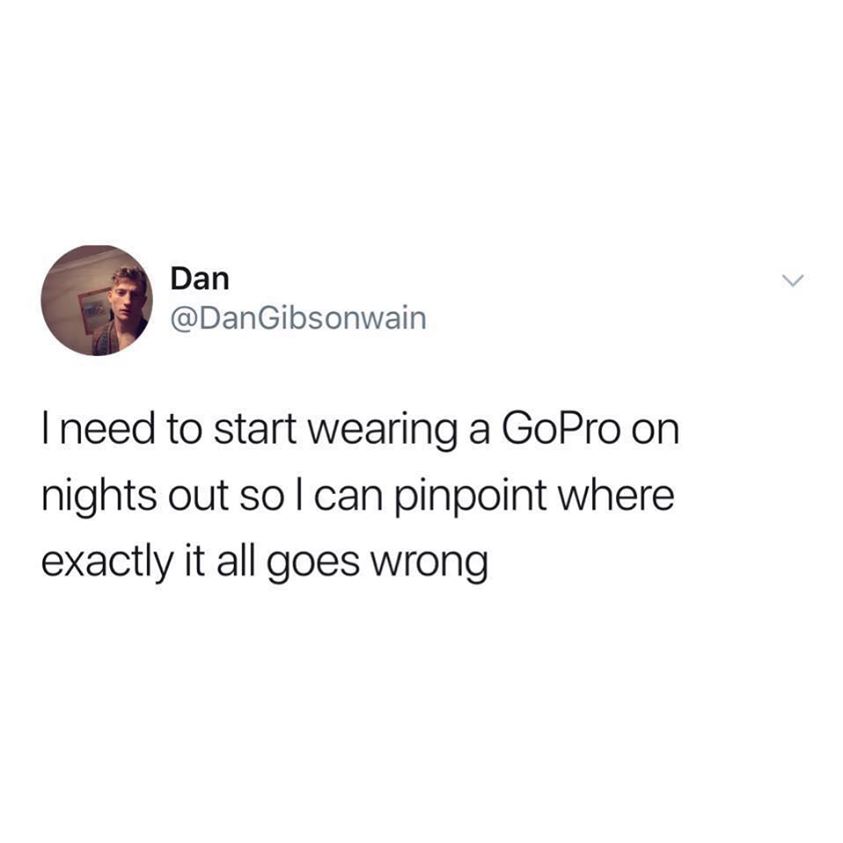 Dan
@DanGibsonwain
I need to start wearing a GoPro on
nights out so I can pinpoint where
exactly it all goes wrong